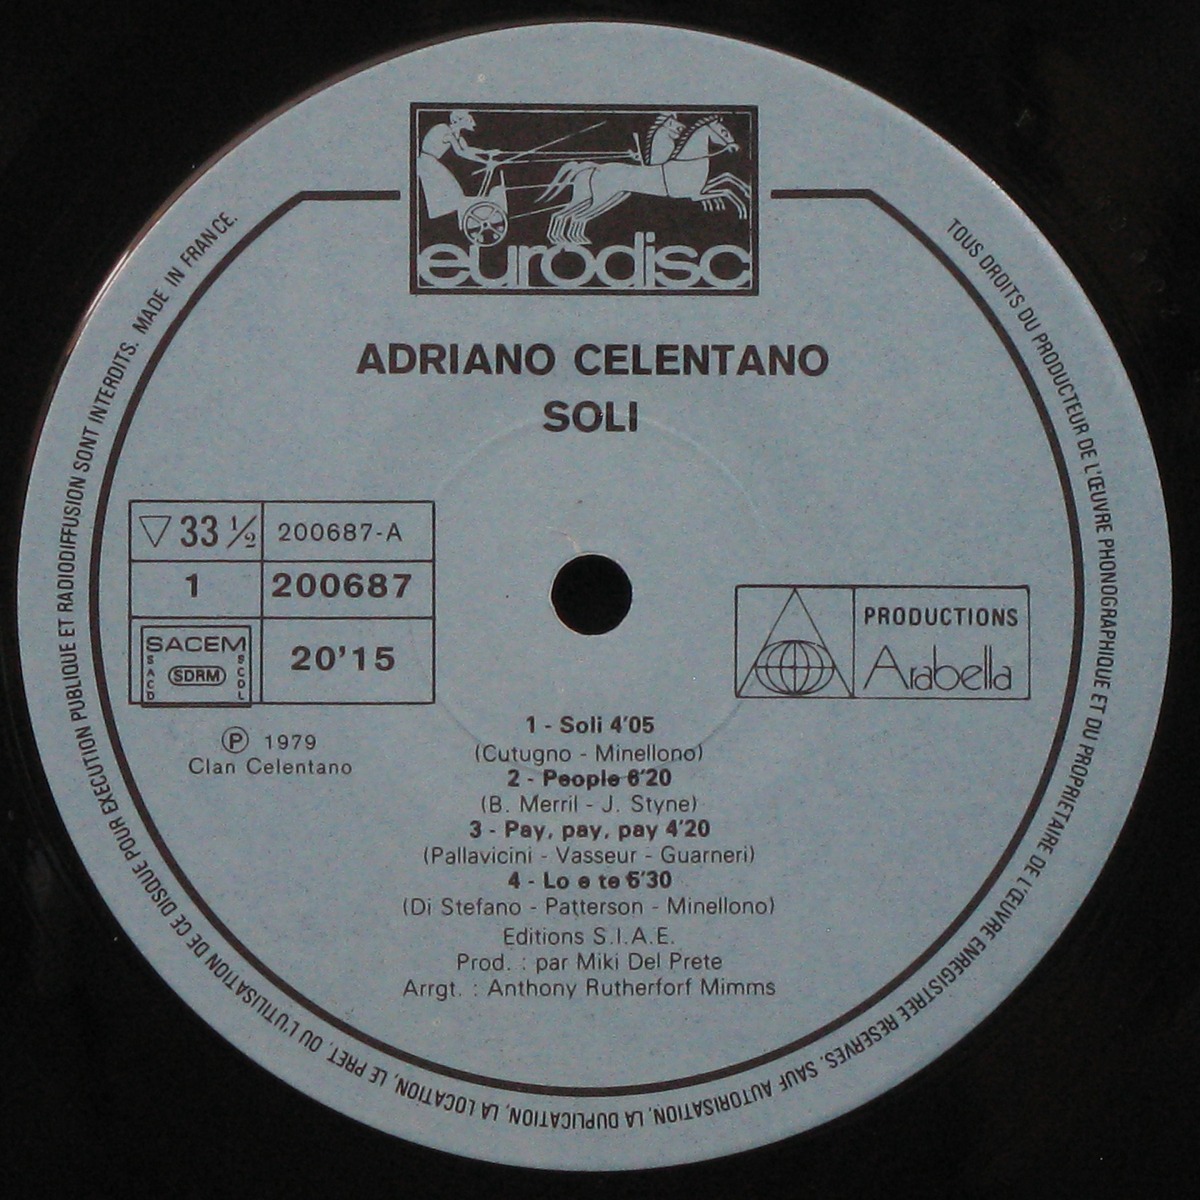 eurodisc
ADRIANO CELENTANO
SOLI
▽ 33 ½ 200687-A
1 200687
SACEM
SACD SDRM SCDL
20'15
PRODUCTIONS
Arabella
Ⓟ 1979
Clan Celentano
1 - Soli 4'05
(Cutugno - Minellono)
2 - People 6'20
(B. Merril - J. Styne)
3 - Pay, pay, pay 4'20
(Pallavicini - Vasseur - Guarneri)
4 - Lo e te 5'30
(Di Stefano - Patterson - Minellono)
Editions S.I.A.E.
Prod. : par Miki Del Prete
Arrgt. : Anthony Rutherforf Mimms
TOUS DROITS DU PRODUCTEUR DE L'ŒUVRE PHONOGRAPHIQUE ET DU PROPRIETAIRE DE L'ŒUVRE ENREGISTREE RESERVES. SAUF AUTORISATION, LA DUPLICATION, LA LOCATION, LE PRET, OU L'UTILISATION DE CE DISQUE POUR EXECUTION PUBLIQUE ET RADIODIFFUSION SONT INTERDITS. MADE IN FRANCE.